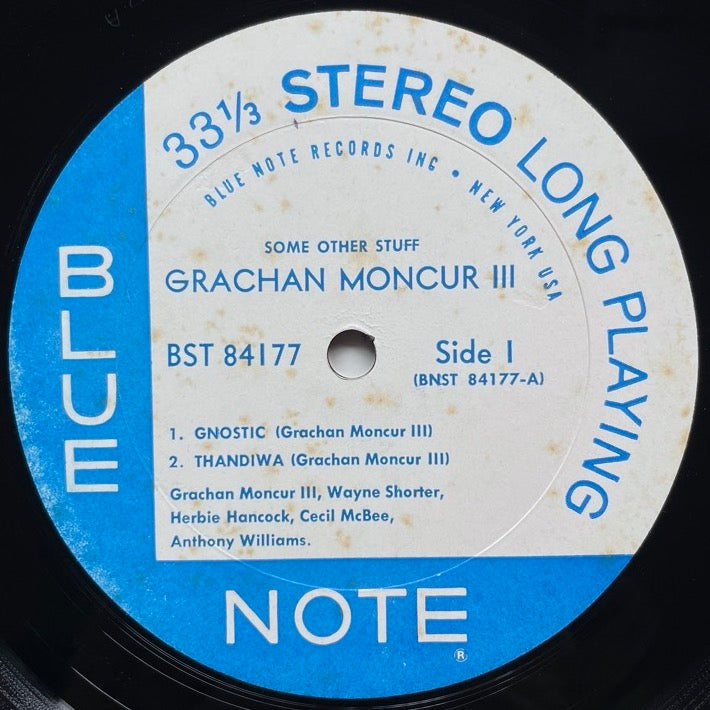 33⅓ STEREO LONG PLAYING
BLUE NOTE RECORDS INC • NEW YORK USA
SOME OTHER STUFF
GRACHAN MONCUR III
BST 84177
Side 1
(BNST 84177-A)
1. GNOSTIC (Grachan Moncur III)
2. THANDIWA (Grachan Moncur III)
Grachan Moncur III, Wayne Shorter,
Herbie Hancock, Cecil McBee,
Anthony Williams.
BLUE
NOTE
®